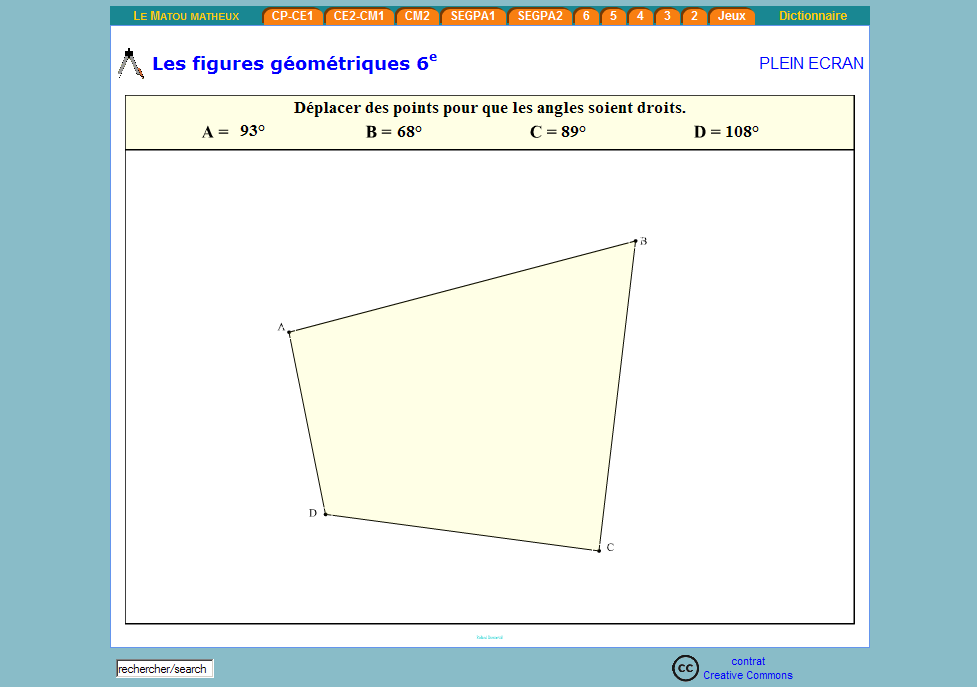 LE MATOU MATHEUX CP-CE1 CE2-CM1 CM2 SEGPA1 SEGPA2 6 5 4 3 2 Jeux Dictionnaire
Les figures géométriques 6e
PLEIN ECRAN
Déplacer des points pour que les angles soient droits.
A = 93° B = 68° C = 89° D = 108°
B
A
D
C
rechercher/search
cc
contrat
Creative Commons